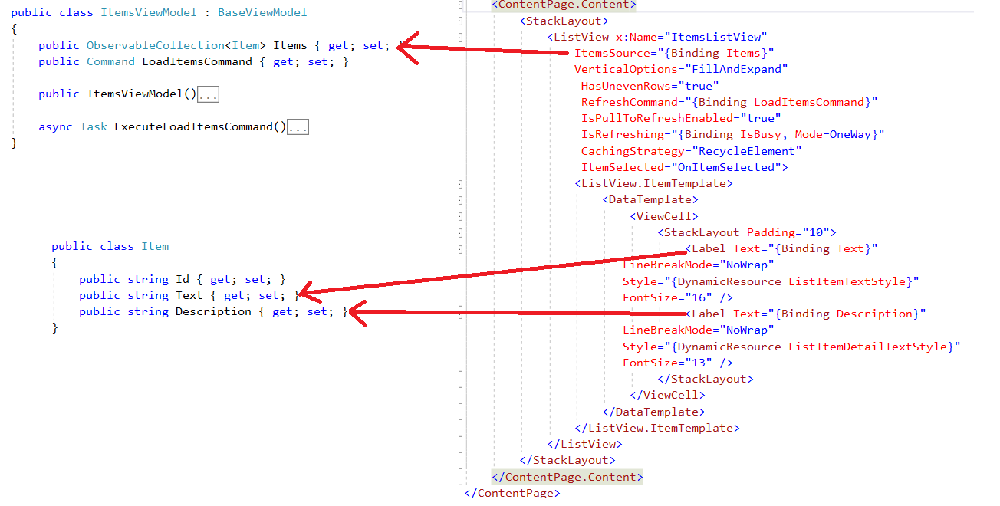 public class ItemsViewModel : BaseViewModel
{
public ObservableCollection<Item> Items { get; set; }
public Command LoadItemsCommand { get; set; }
public ItemsViewModel()...
async Task ExecuteLoadItemsCommand()...
}
public class Item
{
public string Id { get; set; }
public string Text { get; set; }
public string Description { get; set; }
}
<ContentPage.Content>
<StackLayout>
<ListView x:Name="ItemsListView"
ItemsSource="{Binding Items}"
VerticalOptions="FillAndExpand"
HasUnevenRows="true"
RefreshCommand="{Binding LoadItemsCommand}"
IsPullToRefreshEnabled="true"
IsRefreshing="{Binding IsBusy, Mode=OneWay}"
CachingStrategy="RecycleElement"
ItemSelected="OnItemSelected">
<ListView.ItemTemplate>
<DataTemplate>
<ViewCell>
<StackLayout Padding="10">
<Label Text="{Binding Text}"
LineBreakMode="NoWrap"
Style="{DynamicResource ListItemTextStyle}"
FontSize="16" />
<Label Text="{Binding Description}"
LineBreakMode="NoWrap"
Style="{DynamicResource ListItemDetailTextStyle}"
FontSize="13" />
</StackLayout>
</ViewCell>
</DataTemplate>
</ListView.ItemTemplate>
</ListView>
</StackLayout>
</ContentPage.Content>
</ContentPage>